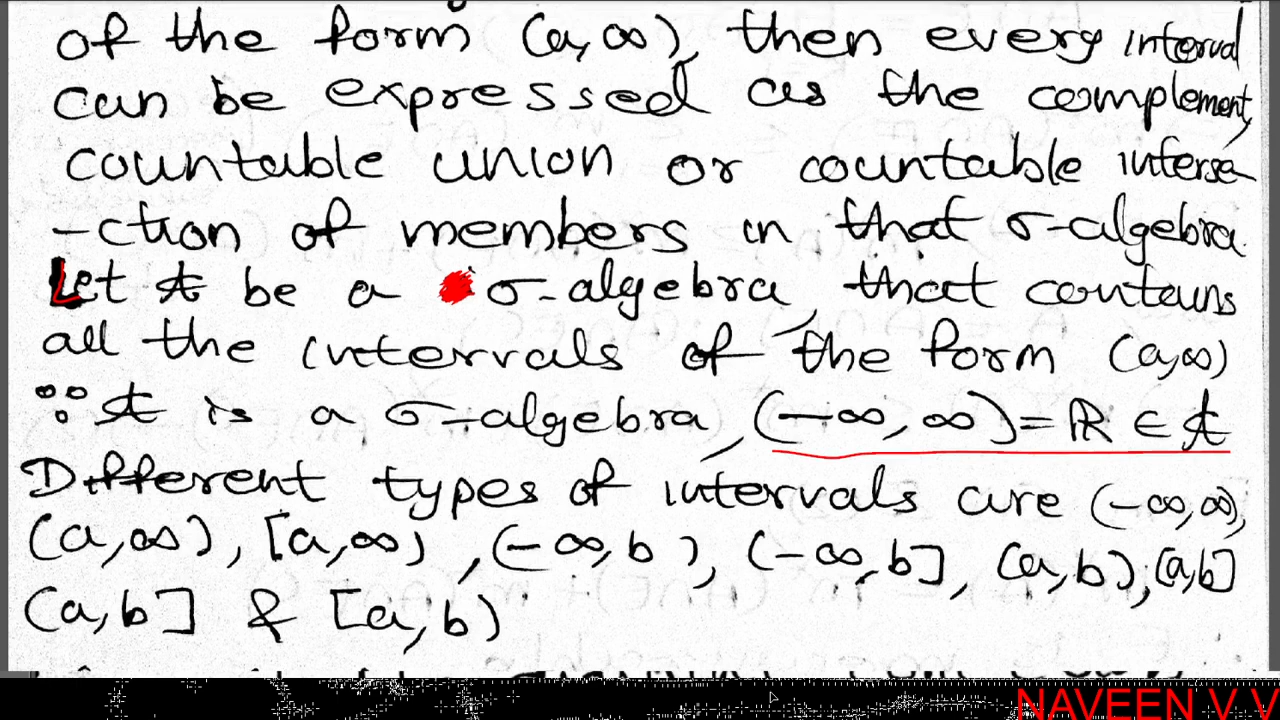 of the form (a, ∞), then every interval
can be expressed as the complement,
countable union or countable interse-
-ction of members in that σ-algebra.
Let 𝒜 be a σ-algebra, that contains
all the intervals of the form (a,∞)
∵ 𝒜 is a σ-algebra, (-∞, ∞) = ℝ ∈ 𝒜
Different types of intervals are (-∞,∞),
(a,∞), [a,∞), (-∞,b), (-∞,b], (a,b), [a,b]
(a,b] & [a,b)
NAVEEN V V